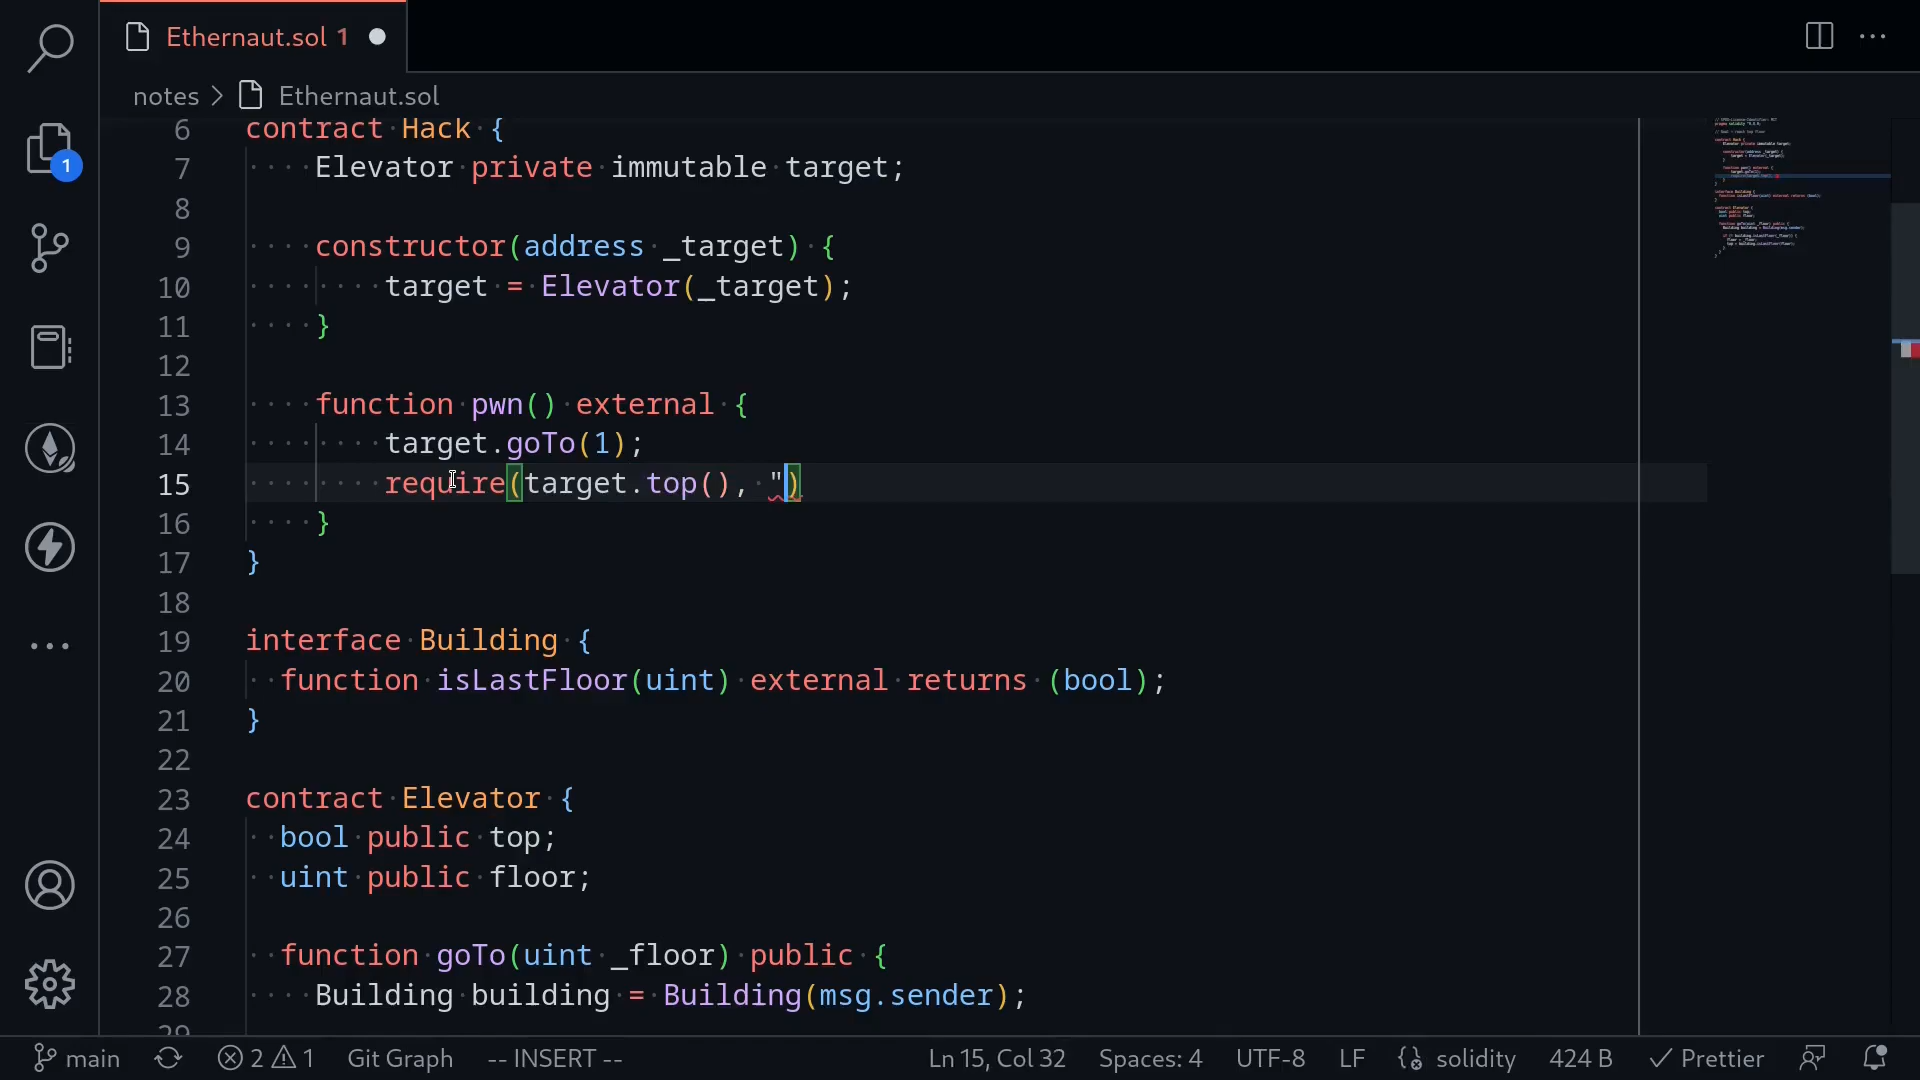 Ethernaut.sol 1
notes > Ethernaut.sol
1
6 contract Hack {
7 Elevator private immutable target;
8
9 constructor(address _target) {
10 target = Elevator(_target);
11 }
12
13 function pwn() external {
14 target.goTo(1);
15 require(target.top(), ")
16 }
17 }
18
19 interface Building {
20 function isLastFloor(uint) external returns (bool);
21 }
22
23 contract Elevator {
24 bool public top;
25 uint public floor;
26
27 function goTo(uint _floor) public {
28 Building building = Building(msg.sender);
29
main 2 1 Git Graph -- INSERT -- Ln 15, Col 32 Spaces: 4 UTF-8 LF solidity 424 B Prettier